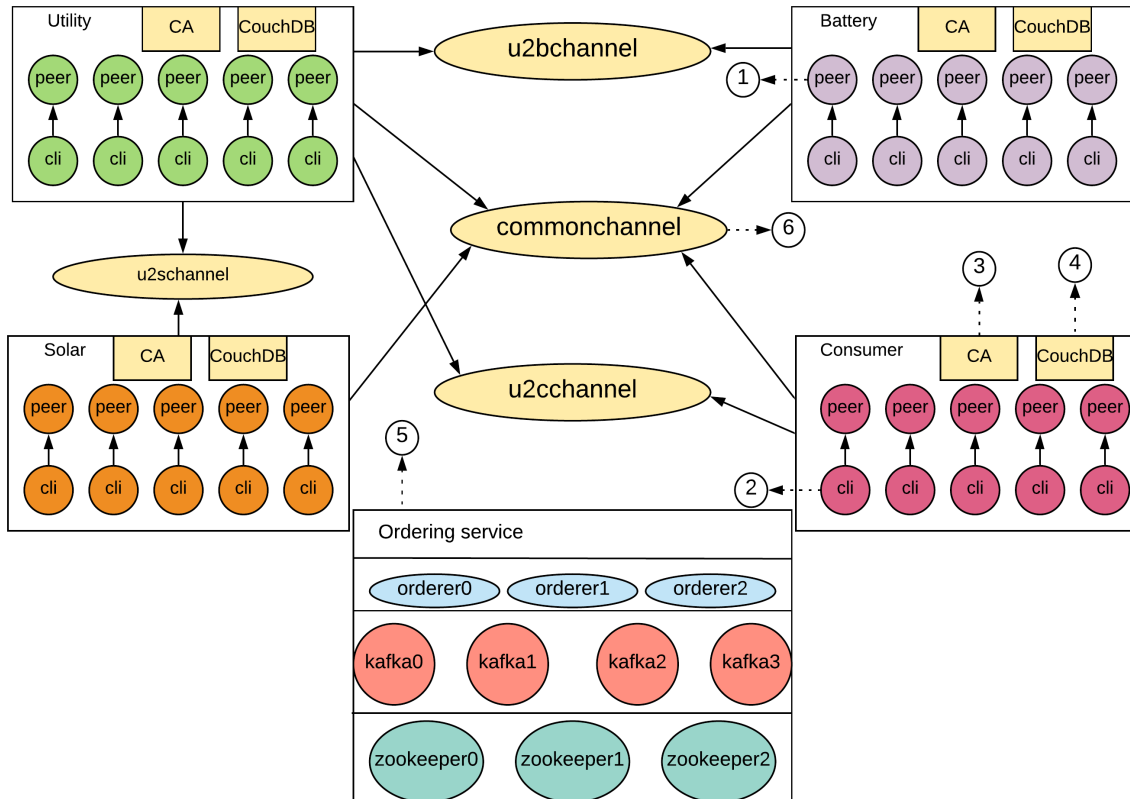 Utility
CA
CouchDB
peer peer peer peer peer
cli cli cli cli cli
u2bchannel
Battery
CA
CouchDB
1
peer peer peer peer peer
cli cli cli cli cli
commonchannel
6
u2schannel
3
4
Solar
CA
CouchDB
peer peer peer peer peer
cli cli cli cli cli
u2cchannel
Consumer
CA
CouchDB
peer peer peer peer peer
2
cli cli cli cli cli
5
Ordering service
orderer0 orderer1 orderer2
kafka0 kafka1 kafka2 kafka3
zookeeper0 zookeeper1 zookeeper2